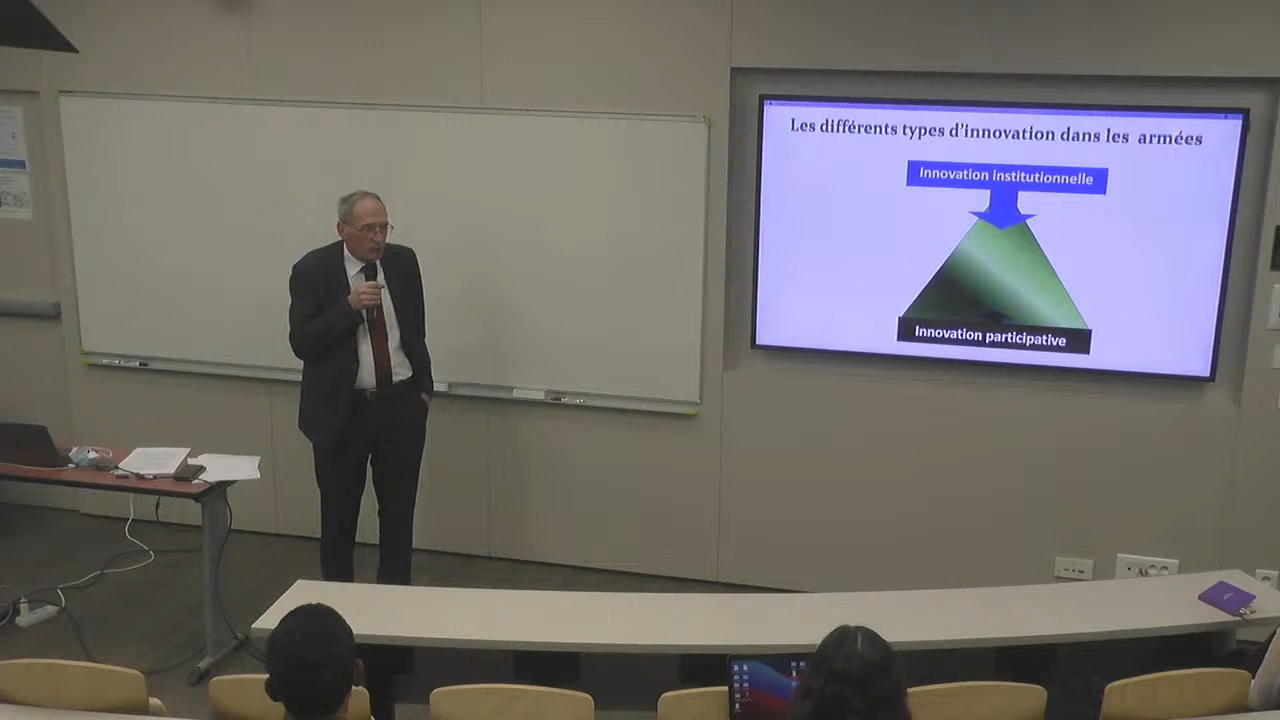 Les différents types d'innovation dans les armées
Innovation institutionnelle
Innovation participative